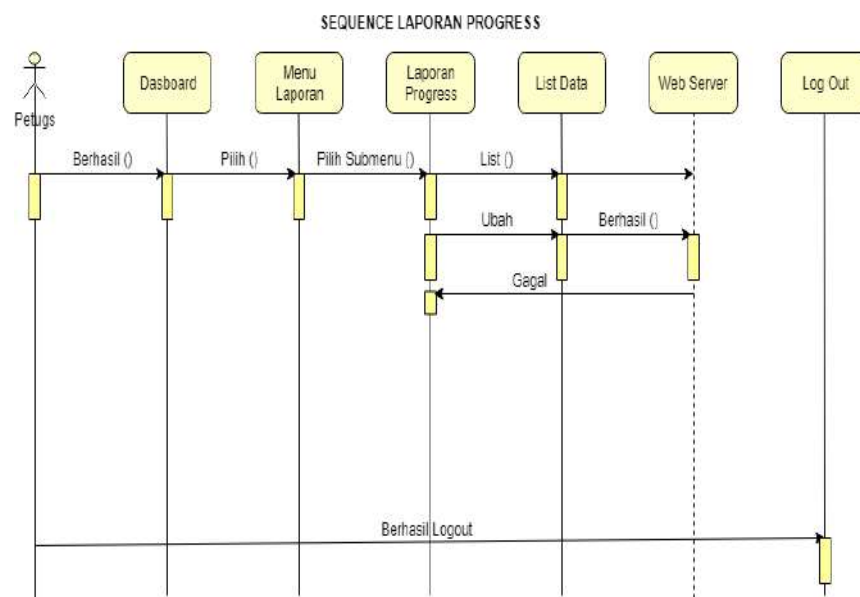 SEQUENCE LAPORAN PROGRESS
Petugs
Dasboard
Menu
Laporan
Laporan
Progress
List Data
Web Server
Log Out
Berhasil ()
Pilih ()
Pilih Submenu ()
List ()
Ubah
Berhasil ()
Gagal
Berhasil Logout